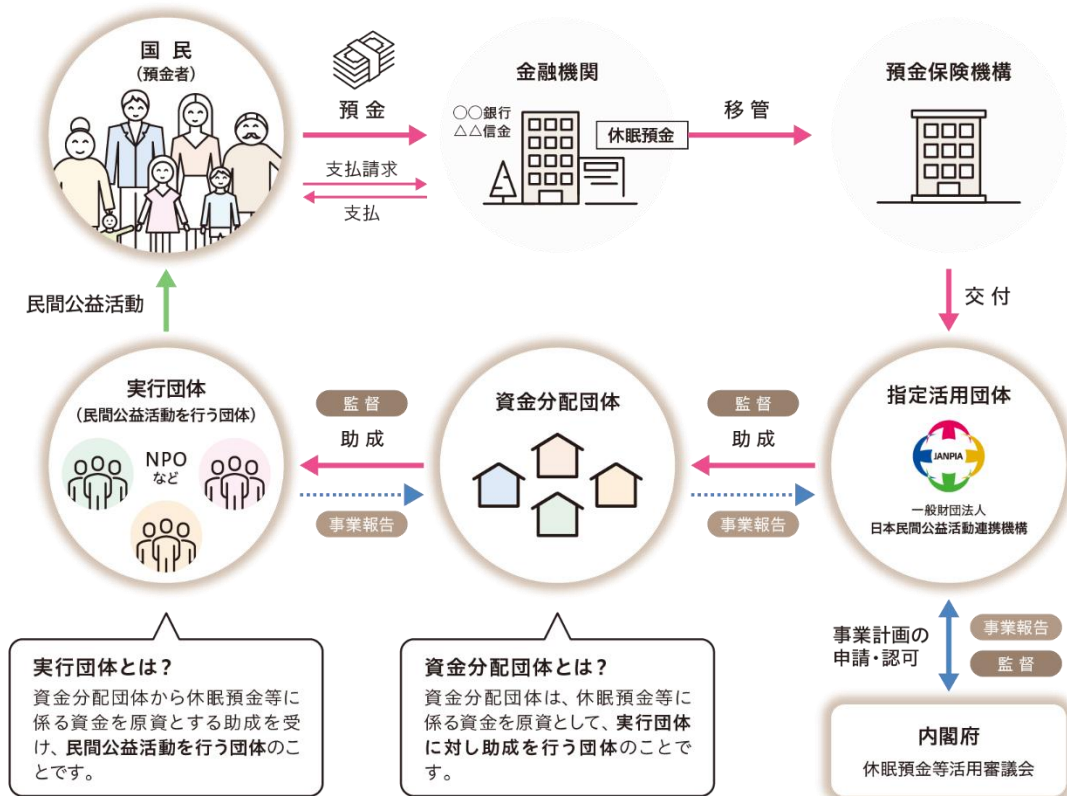 国 民
(預金者)
預 金
支払請求
支払
金融機関
○○銀行
△△信金
休眠預金
移 管
預金保険機構
交 付
民間公益活動
実行団体
(民間公益活動を行う団体)
NPO
など
監 督
助 成
事業報告
資金分配団体
監 督
助 成
事業報告
指定活用団体
JANPIA
一般財団法人
日本民間公益活動連携機構
事業計画の
申請・認可
事業報告
監 督
内閣府
休眠預金等活用審議会
実行団体とは?
資金分配団体から休眠預金等に
係る資金を原資とする助成を受
け、民間公益活動を行う団体のこ
とです。
資金分配団体とは?
資金分配団体は、休眠預金等に
係る資金を原資として、実行団体
に対し助成を行う団体のことで
す。